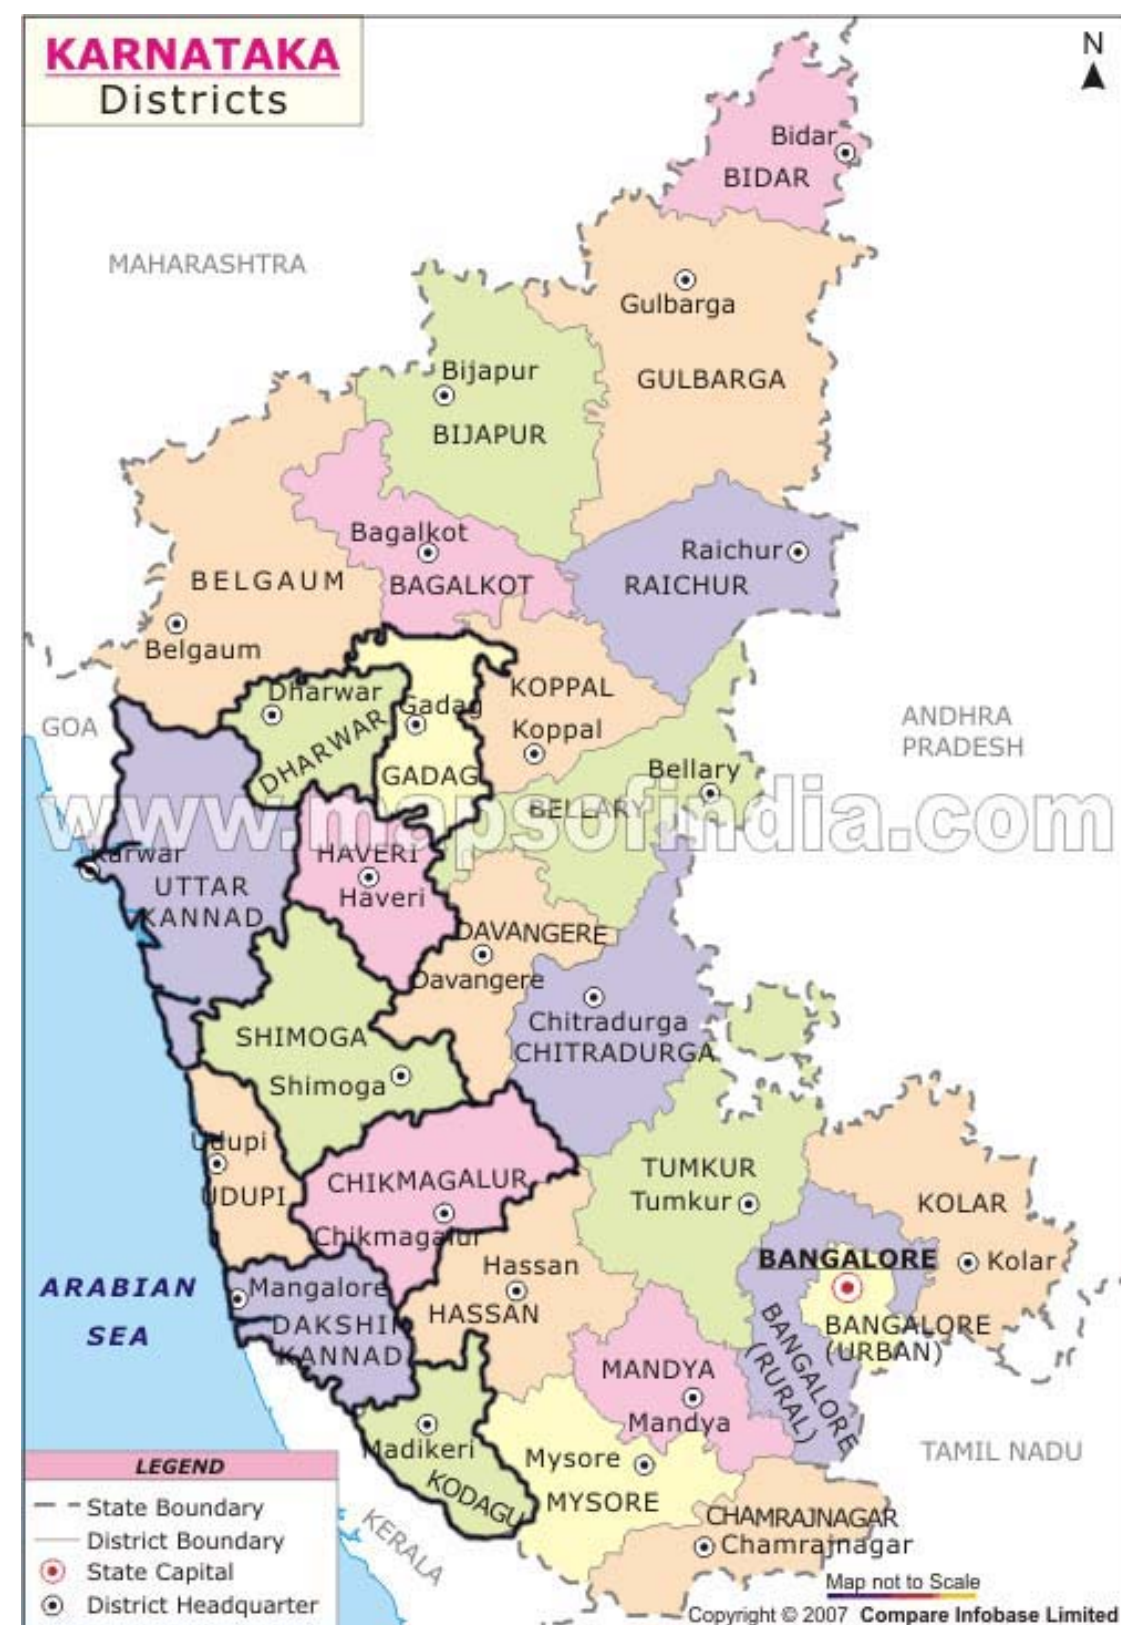 KARNATAKA
Districts
N
Bidar
BIDAR
MAHARASHTRA
Gulbarga
GULBARGA
Bijapur
BIJAPUR
Bagalkot
BAGALKOT
Raichur
RAICHUR
BELGAUM
Belgaum
KOPPAL
Koppal
Dharwar
DHARWAR
Gadag
GADAG
GOA
ANDHRA
PRADESH
Bellary
BELLARY
www.mapsofindia.com
Karwar
UTTAR
KANNAD
HAVERI
Haveri
DAVANGERE
Davangere
Chitradurga
CHITRADURGA
SHIMOGA
Shimoga
Udupi
UDUPI
CHIKMAGALUR
Chikmagalur
TUMKUR
Tumkur
KOLAR
Kolar
BANGALORE
BANGALORE
(URBAN)
BANGALORE
(RURAL)
Hassan
HASSAN
ARABIAN
SEA
Mangalore
DAKSHIN
KANNAD
MANDYA
Mandya
Madikeri
KODAGU
Mysore
MYSORE
TAMIL NADU
CHAMRAJNAGAR
Chamrajnagar
KERALA
LEGEND
State Boundary
District Boundary
State Capital
District Headquarter
Map not to Scale
Copyright © 2007 Compare Infobase Limited